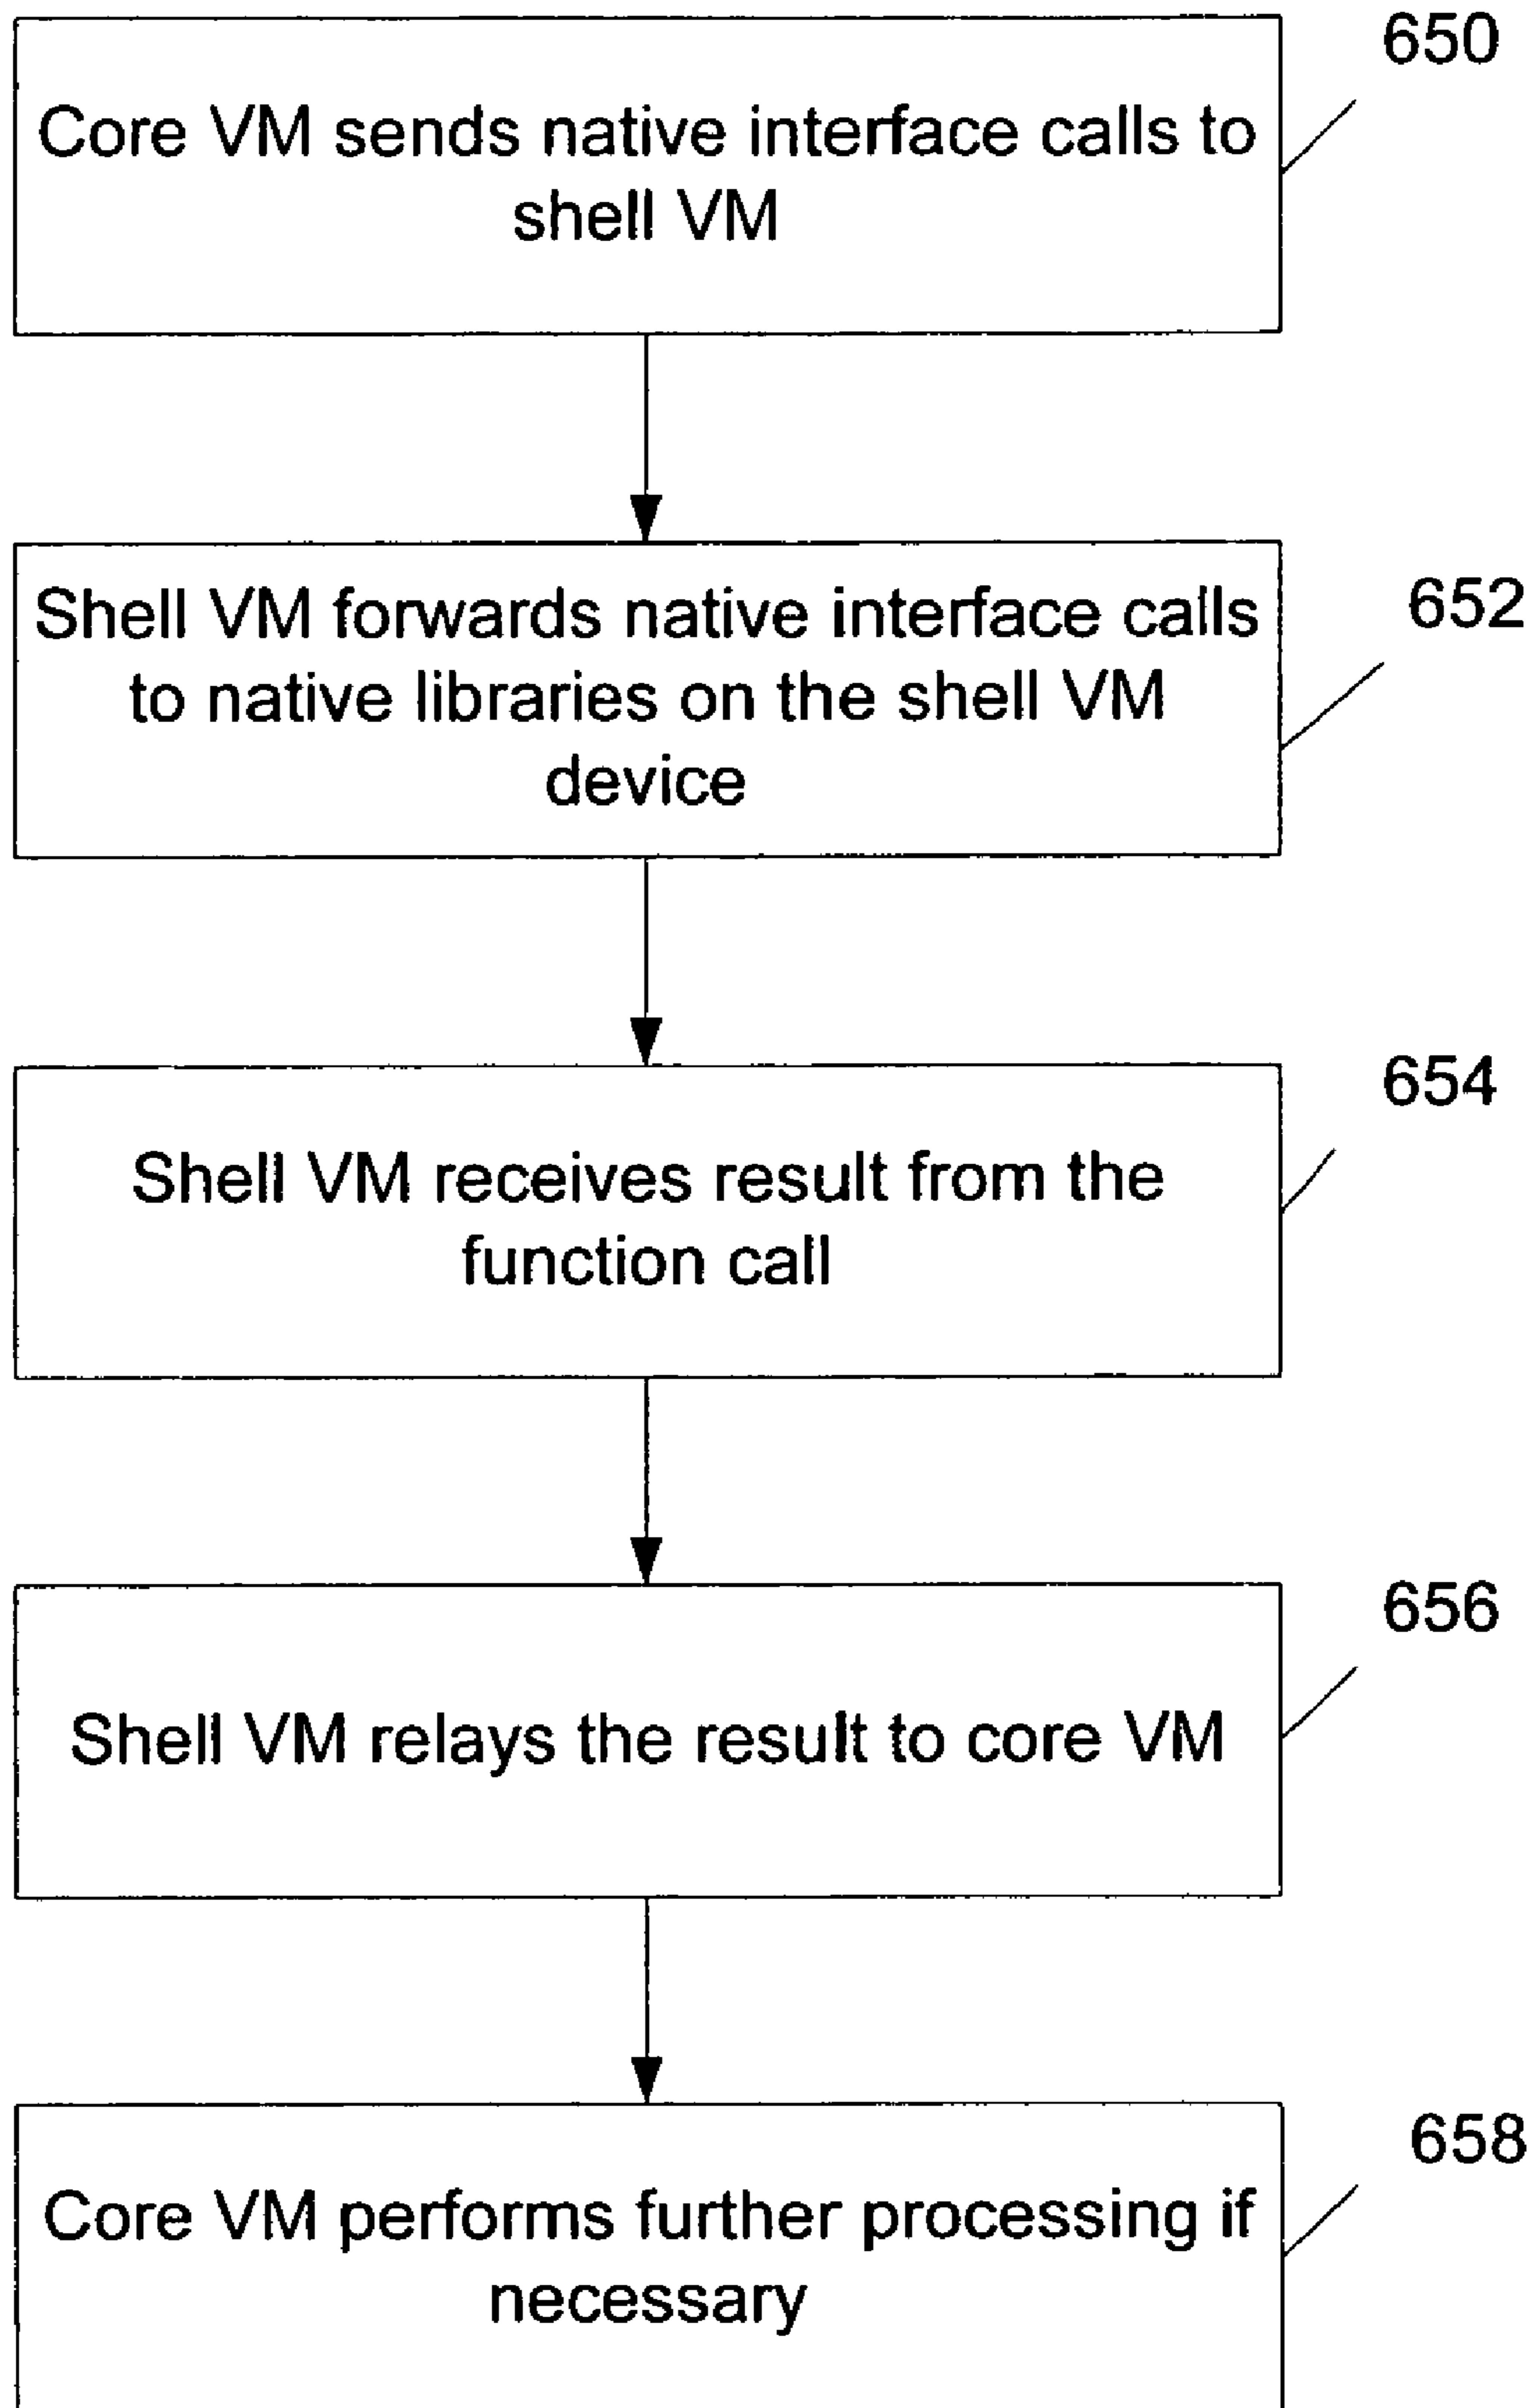 650
Core VM sends native interface calls to
shell VM
652
Shell VM forwards native interface calls
to native libraries on the shell VM
device
654
Shell VM receives result from the
function call
656
Shell VM relays the result to core VM
658
Core VM performs further processing if
necessary